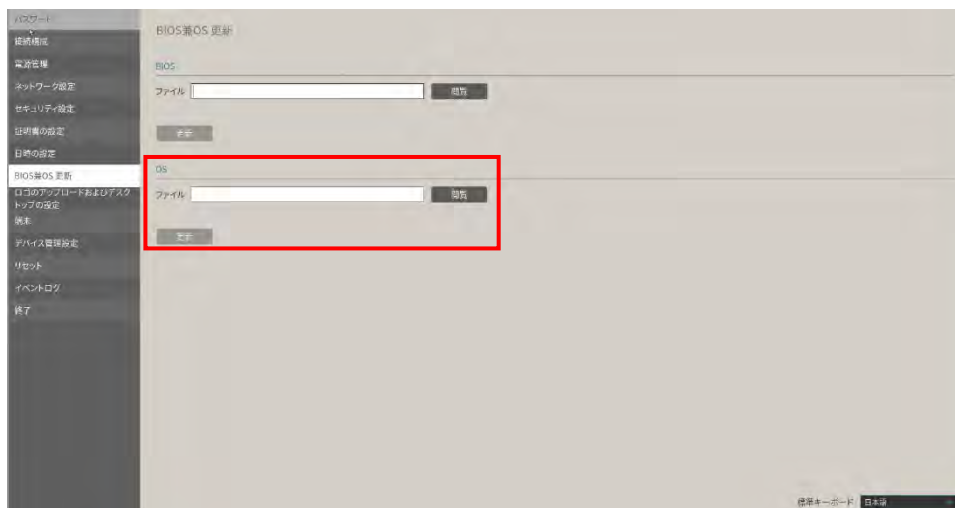 パスワード
接続構成
電源管理
ネットワーク設定
セキュリティ設定
証明書の設定
日時の設定
BIOS兼OS 更新
ロゴのアップロードおよびデスク
トップの設定
端末
デバイス管理設定
リセット
イベントログ
終了
BIOS兼OS 更新
BIOS
ファイル
閲覧
更新
OS
ファイル
閲覧
更新
標準キーボード 日本語